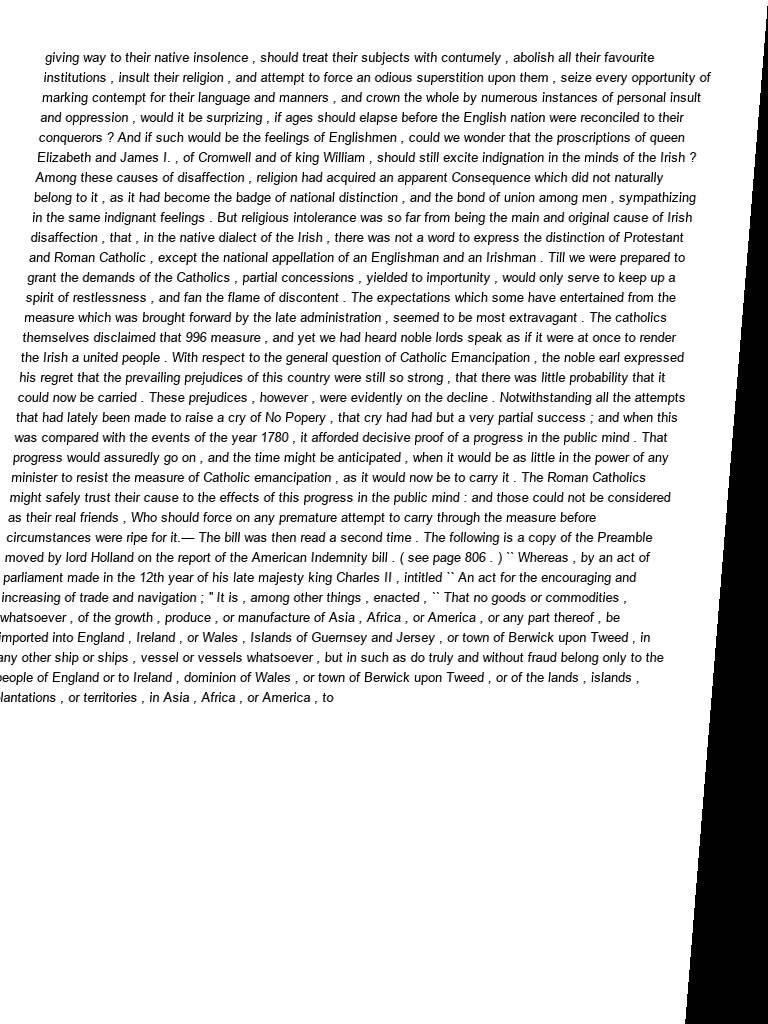 giving way to their native insolence , should treat their subjects with contumely , abolish all their favourite
institutions , insult their religion , and attempt to force an odious superstition upon them , seize every opportunity of
marking contempt for their language and manners , and crown the whole by numerous instances of personal insult
and oppression , would it be surprizing , if ages should elapse before the English nation were reconciled to their
conquerors ? And if such would be the feelings of Englishmen , could we wonder that the proscriptions of queen
Elizabeth and James I. , of Cromwell and of king William , should still excite indignation in the minds of the Irish ?
Among these causes of disaffection , religion had acquired an apparent Consequence which did not naturally
belong to it , as it had become the badge of national distinction , and the bond of union among men , sympathizing
in the same indignant feelings . But religious intolerance was so far from being the main and original cause of Irish
disaffection , that , in the native dialect of the Irish , there was not a word to express the distinction of Protestant
and Roman Catholic , except the national appellation of an Englishman and an Irishman . Till we were prepared to
grant the demands of the Catholics , partial concessions , yielded to importunity , would only serve to keep up a
spirit of restlessness , and fan the flame of discontent . The expectations which some have entertained from the
measure which was brought forward by the late administration , seemed to be most extravagant . The catholics
themselves disclaimed that 996 measure , and yet we had heard noble lords speak as if it were at once to render
the Irish a united people . With respect to the general question of Catholic Emancipation , the noble earl expressed
his regret that the prevailing prejudices of this country were still so strong , that there was little probability that it
could now be carried . These prejudices , however , were evidently on the decline . Notwithstanding all the attempts
that had lately been made to raise a cry of No Popery , that cry had had but a very partial success ; and when this
was compared with the events of the year 1780 , it afforded decisive proof of a progress in the public mind . That
progress would assuredly go on , and the time might be anticipated , when it would be as little in the power of any
minister to resist the measure of Catholic emancipation , as it would now be to carry it . The Roman Catholics
might safely trust their cause to the effects of this progress in the public mind : and those could not be considered
as their real friends , Who should force on any premature attempt to carry through the measure before
circumstances were ripe for it.— The bill was then read a second time . The following is a copy of the Preamble
moved by lord Holland on the report of the American Indemnity bill . ( see page 806 . ) `` Whereas , by an act of
parliament made in the 12th year of his late majesty king Charles II , intitled `` An act for the encouraging and
increasing of trade and navigation ; '' It is , among other things , enacted , `` That no goods or commodities ,
whatsoever , of the growth , produce , or manufacture of Asia , Africa , or America , or any part thereof , be
imported into England , Ireland , or Wales , Islands of Guernsey and Jersey , or town of Berwick upon Tweed , in
any other ship or ships , vessel or vessels whatsoever , but in such as do truly and without fraud belong only to the
people of England or to Ireland , dominion of Wales , or town of Berwick upon Tweed , or of the lands , islands ,
lantations , or territories , in Asia , Africa , or America , to